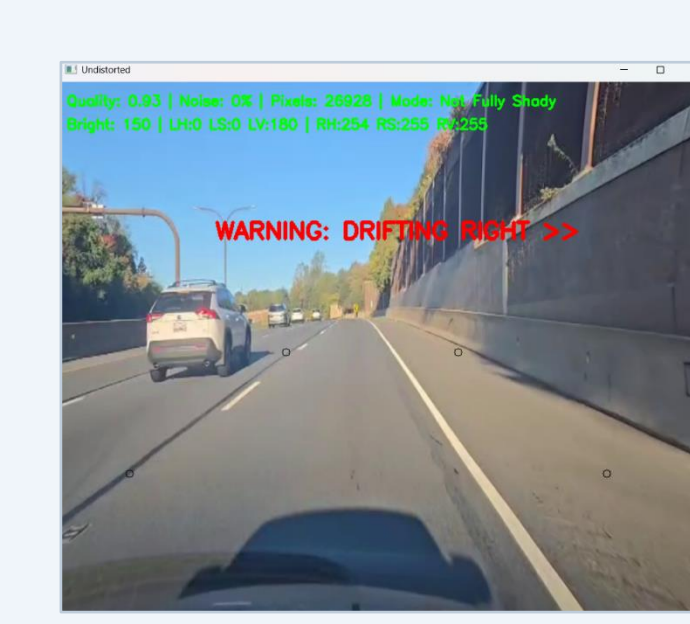 Undistorted
Quality: 0.93 | Noise: 0% | Pixels: 26928 | Mode: Not Fully Shady
Bright: 150 | LH:0 LS:0 LV:180 | RH:254 RS:255 RV:255
WARNING: DRIFTING RIGHT >>